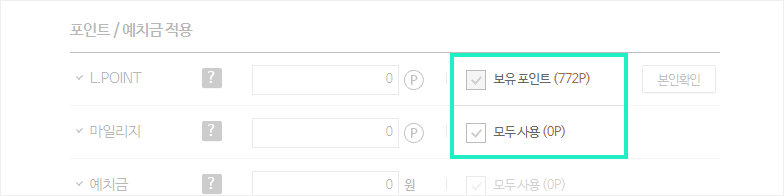 포인트 / 예치금 적용
L.POINT ? 0 P 보유 포인트 (772P) 본인확인
마일리지 ? 0 P 모두 사용 (0P)
예치금 ? 0 원 모두 사용 (0P)